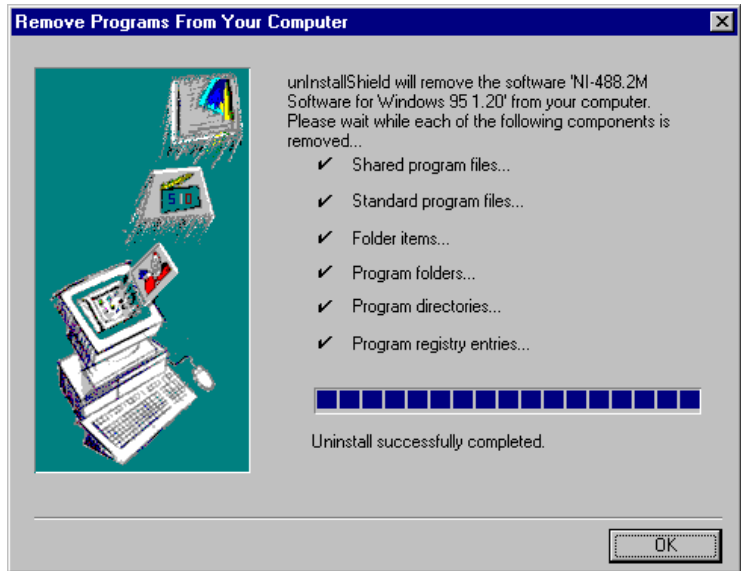 Remove Programs From Your Computer
unInstallShield will remove the software 'NI-488.2M
Software for Windows 95 1.20' from your computer.
Please wait while each of the following components is
removed...
✔ Shared program files...
✔ Standard program files...
✔ Folder items...
✔ Program folders...
✔ Program directories...
✔ Program registry entries...
Uninstall successfully completed.
OK